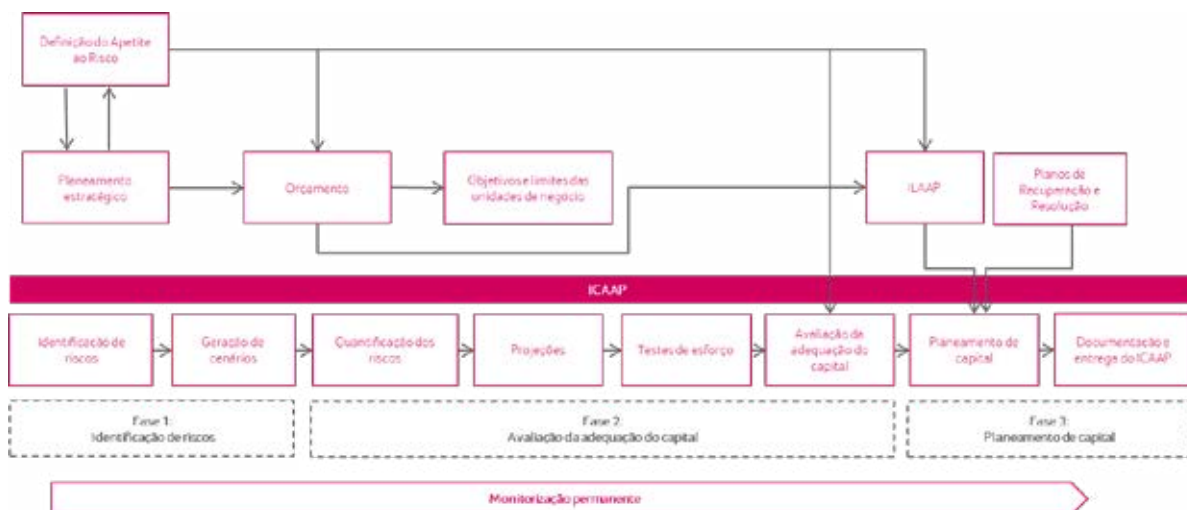 Definição do Apetite
ao Risco
Planeamento
estratégico
Orçamento
Objetivos e limites das
unidades de negócio
ILAAP
Planos de
Recuperação e
Resolução
ICAAP
Identificação de
riscos
Geração de
cenários
Quantificação dos
riscos
Projeções
Testes de esforço
Avaliação da
adequação do
capital
Planeamento de
capital
Documentação e
entrega do ICAAP
Fase 1:
Identificação de riscos
Fase 2:
Avaliação da adequação do capital
Fase 3:
Planeamento de capital
Monitorização permanente